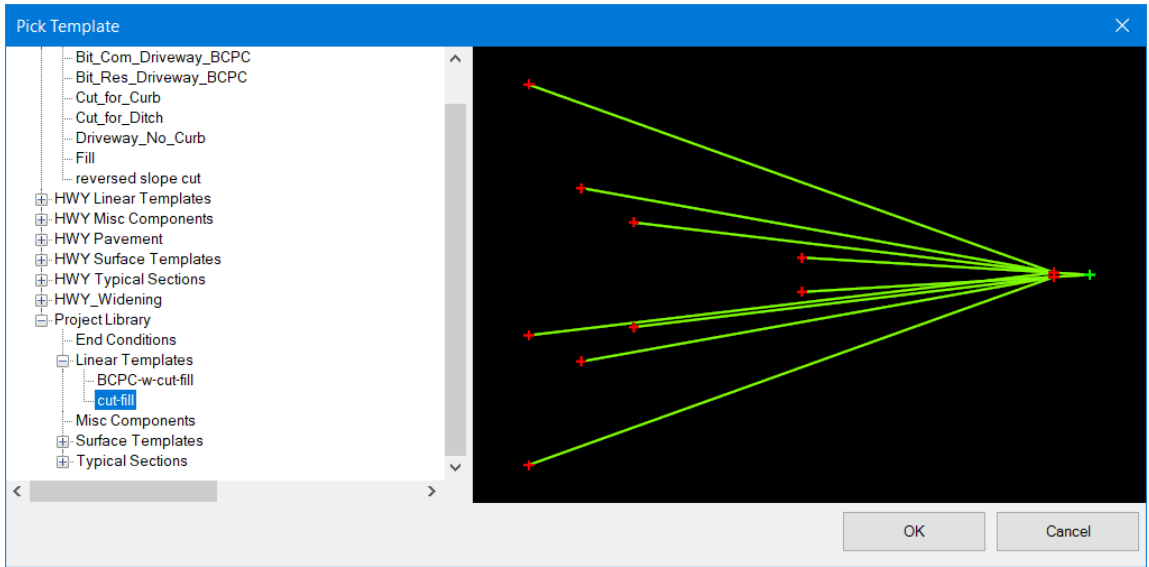 Pick Template
Bit_Com_Driveway_BCPC
Bit_Res_Driveway_BCPC
Cut_for_Curb
Cut_for_Ditch
Driveway_No_Curb
Fill
reversed slope cut
HWY Linear Templates
HWY Misc Components
HWY Pavement
HWY Surface Templates
HWY Typical Sections
HWY_Widening
Project Library
End Conditions
Linear Templates
BCPC-w-cut-fill
cut-fill
Misc Components
Surface Templates
Typical Sections
OK Cancel